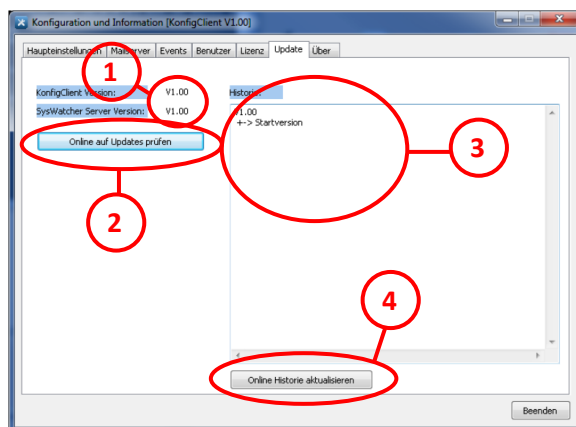 Konfiguration und Information [KonfigClient V1.00]
Haupteinstellungen Mailserver Events Benutzer Lizenz Update Über
1
KonfigClient Version: V1.00
SysWatcher Server Version: V1.00
Online auf Updates prüfen
2
Historie:
V1.00
+-> Startversion
3
4
Online Historie aktualisieren
Beenden